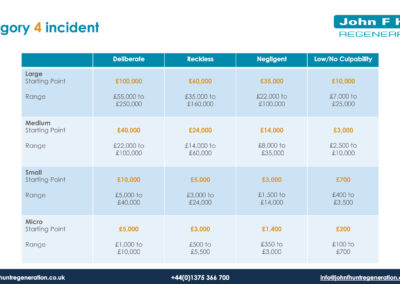 gory 4 incident
John F H
REGENER
Deliberate Reckless Negligent Low/No Culpability
Large
Starting Point £100,000 £60,000 £35,000 £10,000
Range £55,000 to £35,000 to £22,000 to £7,000 to
250,000 £160,000 £100,000 £25,000
Medium
Starting Point £40,000 £24,000 £14,000 £3,000
Range £22,000 to £14,000 to £8,000 to £2,500 to
£100,000 £60,000 £35,000 £10,000
Small
Starting Point £10,000 £5,000 £3,000 £700
Range £5,000 to £3,000 to £1,500 to £400 to
£40,000 £24,000 £14,000 £3,500
Micro
Starting Point £5,000 £3,000 £1,400 £200
Range £1,000 to £500 to £350 to £100 to
£10,000 £5,500 £3,000 £700
huntregeneration.co.uk +44(0)1375 366 700 info@johnfhuntregeneration